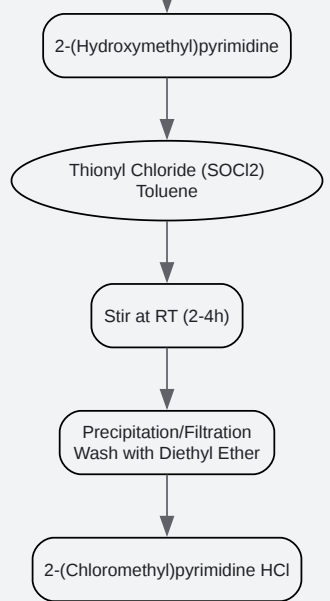 2-(Hydroxymethyl)pyrimidine
Thionyl Chloride (SOCl2)
Toluene
Stir at RT (2-4h)
Precipitation/Filtration
Wash with Diethyl Ether
2-(Chloromethyl)pyrimidine HCl